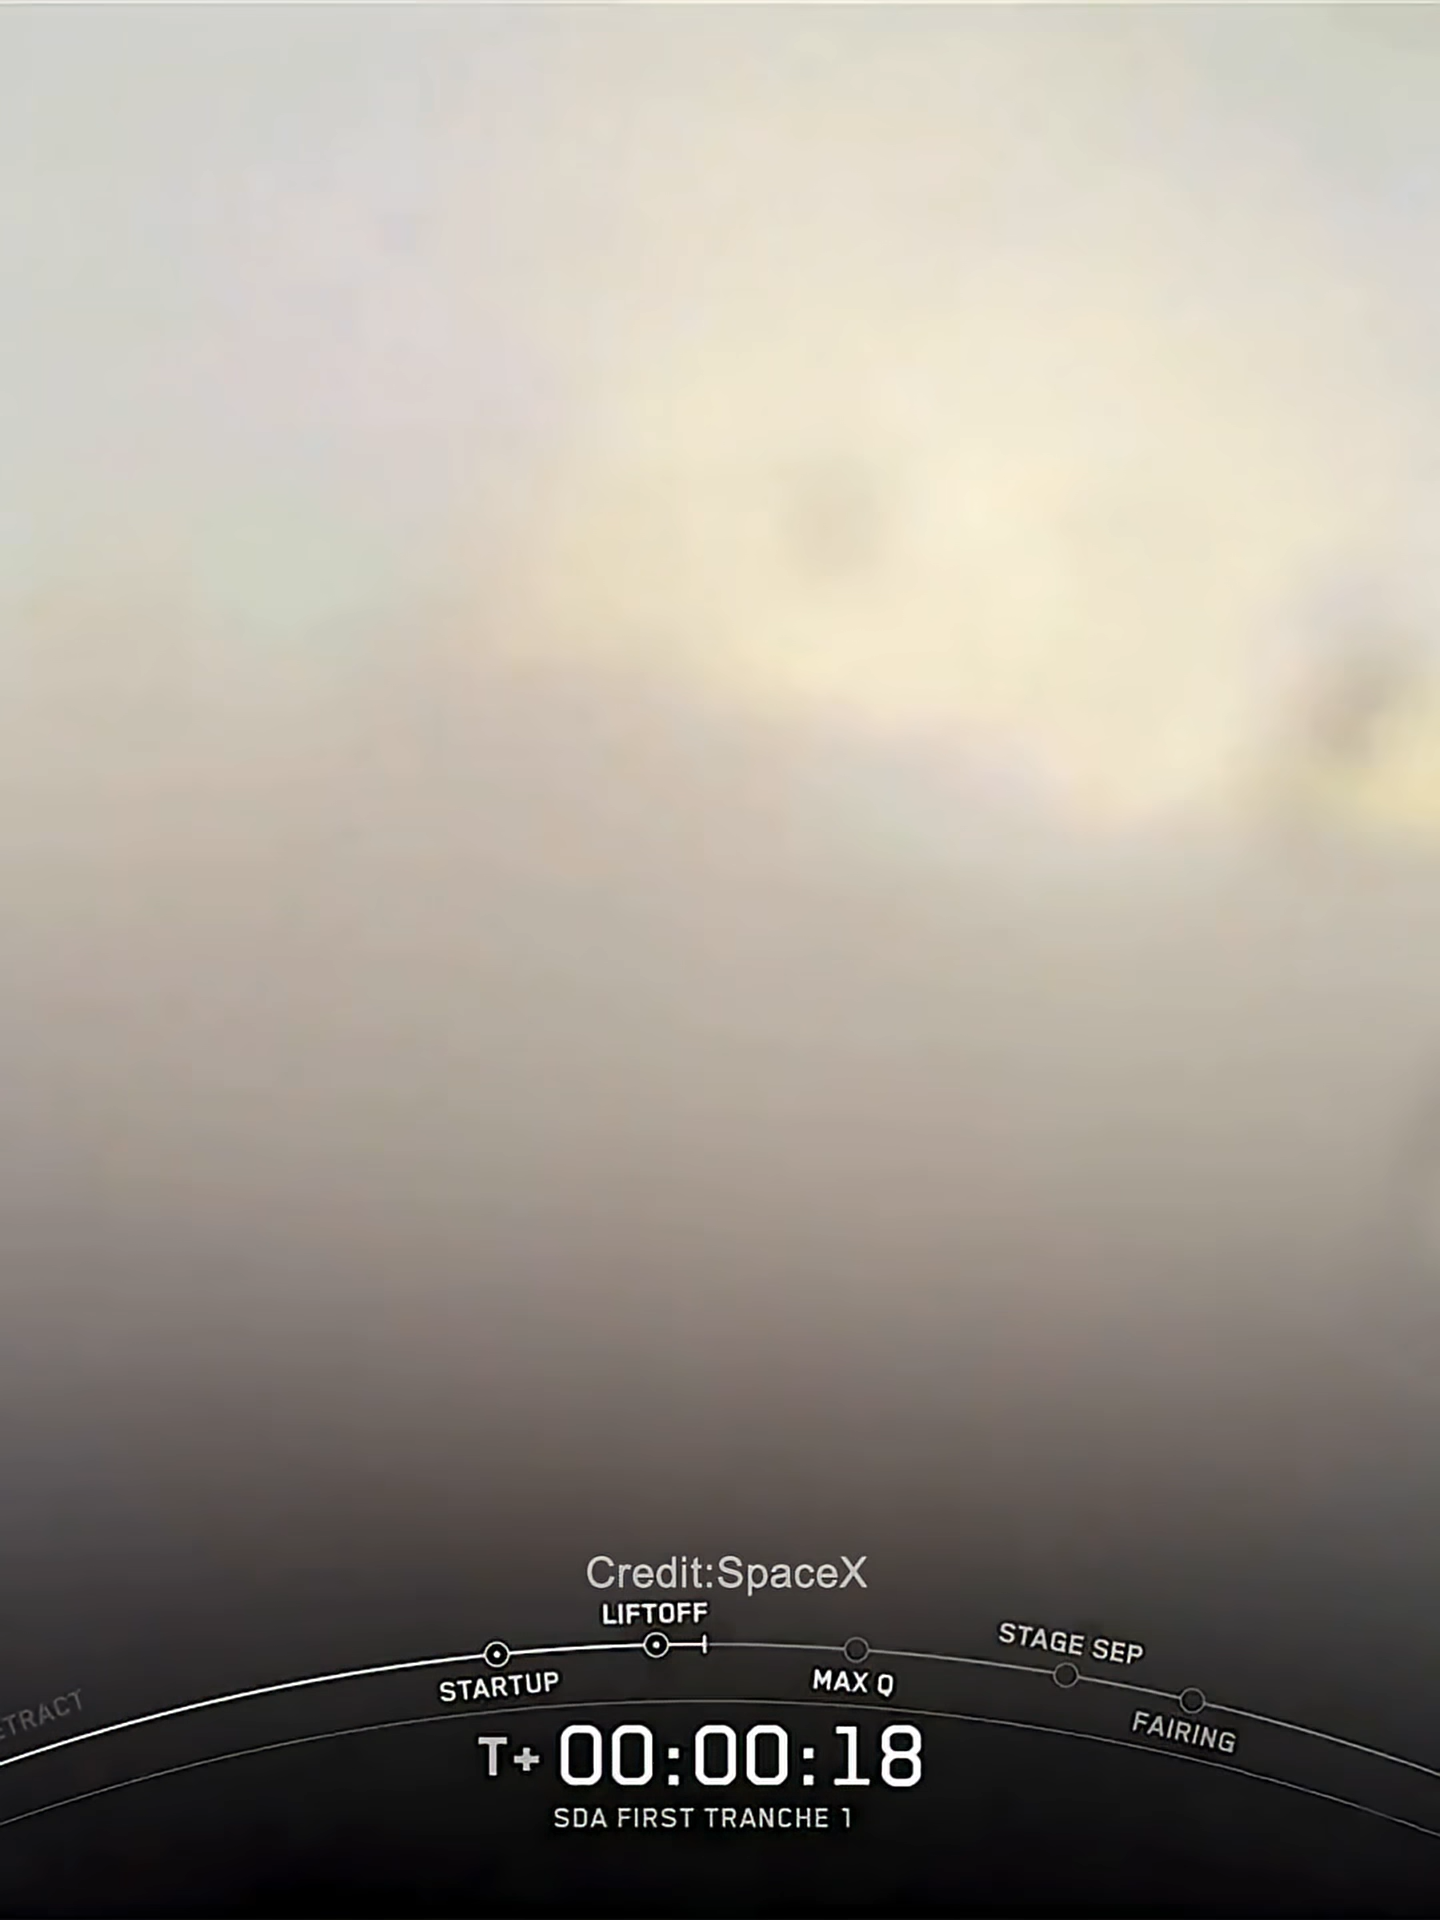 Credit:SpaceX
LIFTOFF
STAGE SEP
STARTUP
MAX Q
FAIRING
T+ 00:00:18
SDA FIRST TRANCHE 1